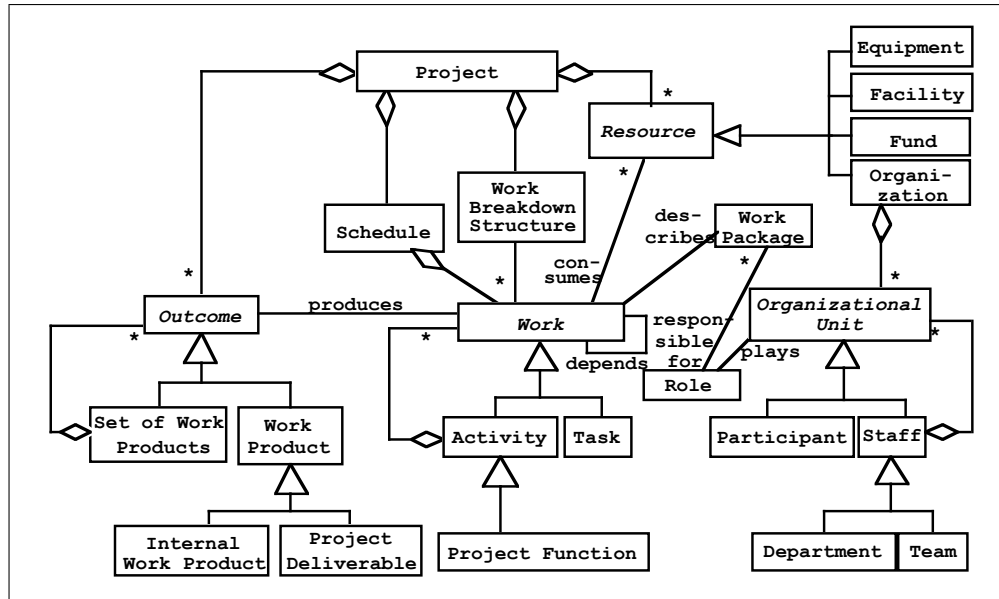 Equipment
Project
Facility
*
*
Resource
Fund
*
Organi-
zation
Work
Breakdown
Structure
des-
cribes
Work
Package
Schedule
con-
sumes
*
*
*
*
produces
Outcome
*
Work
*
respon-
sible
for
Organizational
Unit
*
depends
plays
Role
Set of Work
Products
Work
Product
Activity
Task
Participant
Staff
Internal
Work Product
Project
Deliverable
Project Function
Department
Team